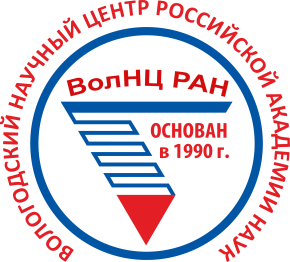 ВОЛОГОДСКИЙ НАУЧНЫЙ ЦЕНТР РОССИЙСКОЙ АКАДЕМИИ НАУК
ВолНЦ РАН
ОСНОВАН
в 1990 г.